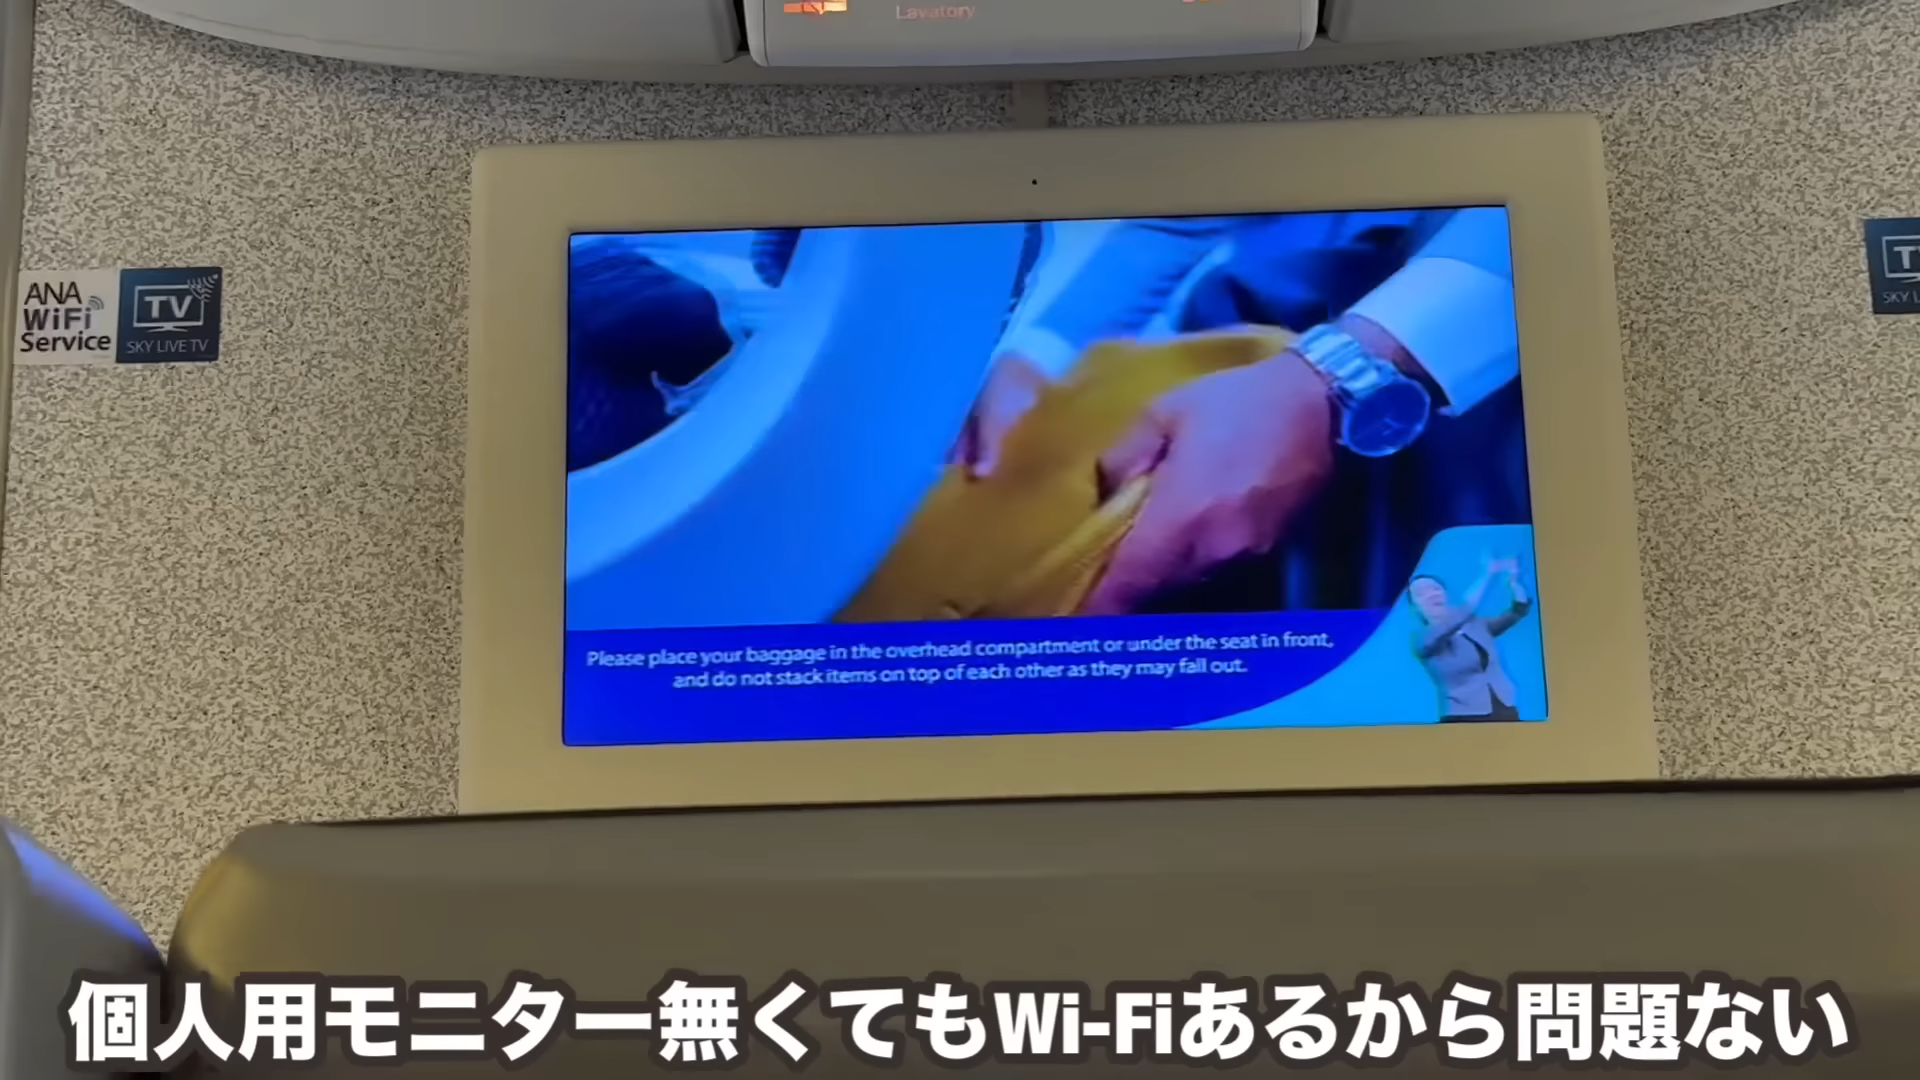 Lavatory
ANA
WiFi
Service
TV
SKY LIVE TV
Please place your baggage in the overhead compartment or under the seat in front,
and do not stack items on top of each other as they may fall out.
個人用モニター無くてもWi-Fiあるから問題ない